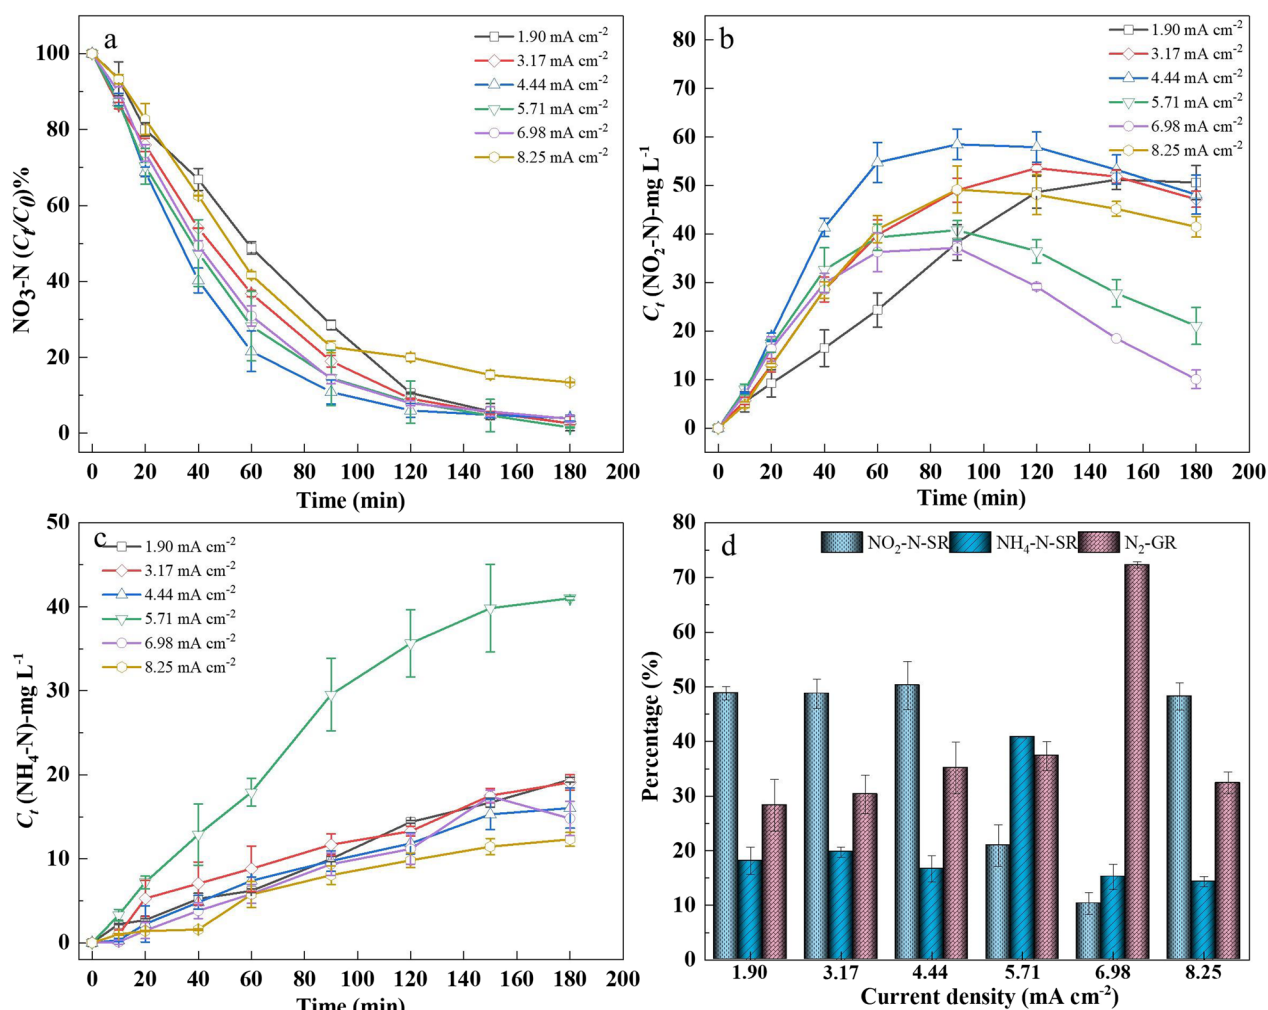 a
100
80
60
40
20
0
NO3-N (Ct/C0)%
1.90 mA cm-2
3.17 mA cm-2
4.44 mA cm-2
5.71 mA cm-2
6.98 mA cm-2
8.25 mA cm-2
0 20 40 60 80 100 120 140 160 180 200
Time (min)
b
80
70
60
50
40
30
20
10
0
Ct (NO2-N)-mg L-1
1.90 mA cm-2
3.17 mA cm-2
4.44 mA cm-2
5.71 mA cm-2
6.98 mA cm-2
8.25 mA cm-2
0 20 40 60 80 100 120 140 160 180 200
Time (min)
c
50
40
30
20
10
0
Ct (NH4-N)-mg L-1
1.90 mA cm-2
3.17 mA cm-2
4.44 mA cm-2
5.71 mA cm-2
6.98 mA cm-2
8.25 mA cm-2
0 20 40 60 80 100 120 140 160 180 200
Time (min)
d
80
70
60
50
40
30
20
10
0
Percentage (%)
NO2-N-SR NH4-N-SR N2-GR
1.90 3.17 4.44 5.71 6.98 8.25
Current density (mA cm-2)